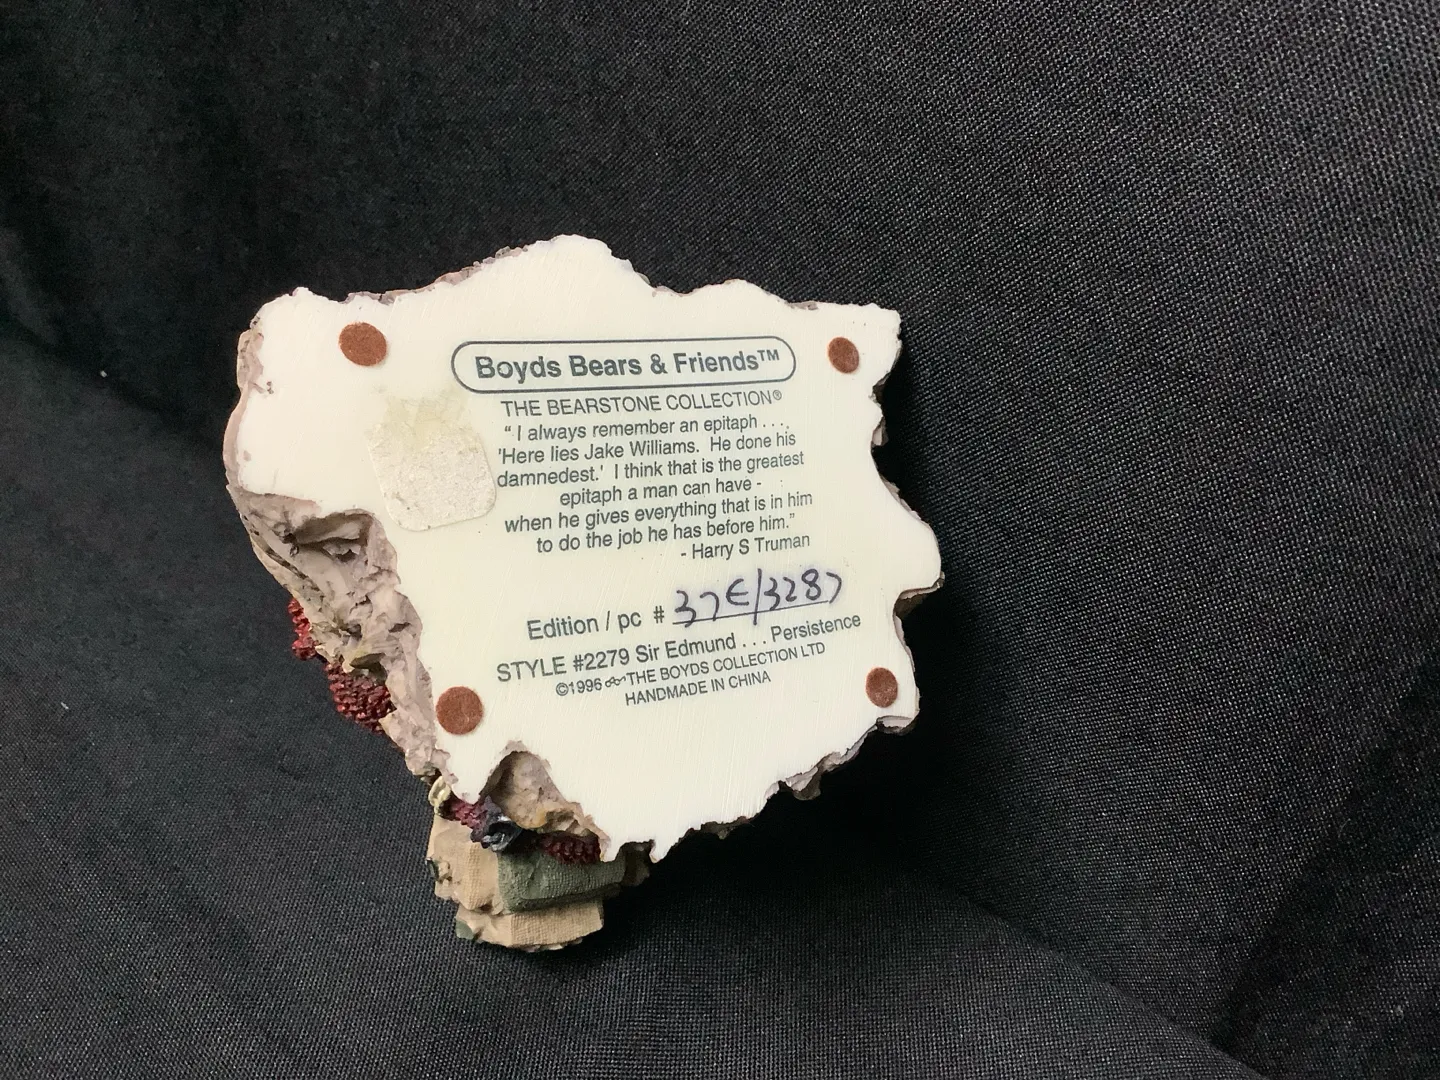 Boyds Bears & Friends™
THE BEARSTONE COLLECTION®
" I always remember an epitaph . . . .
'Here lies Jake Williams. He done his
damnedest.' I think that is the greatest
epitaph a man can have -
when he gives everything that is in him
to do the job he has before him."
- Harry S Truman
Edition / pc # 37E/3287
STYLE #2279 Sir Edmund . . . Persistence
©1996 THE BOYDS COLLECTION LTD
HANDMADE IN CHINA